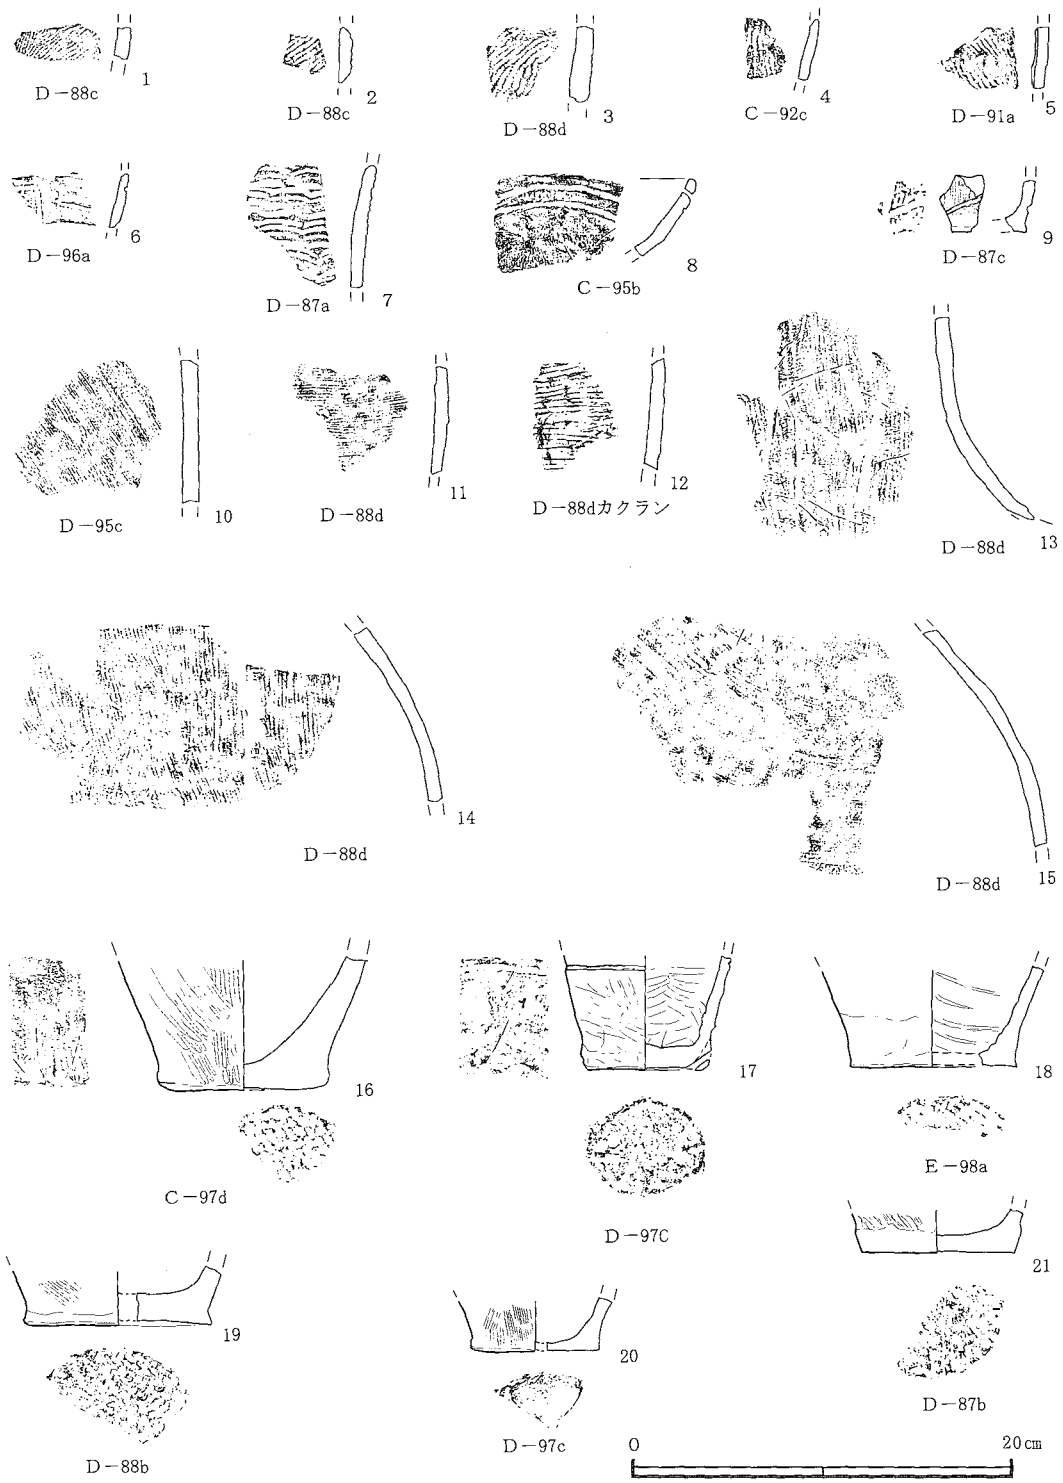 1
D-88c
2
D-88c
3
D-88d
4
C-92c
5
D-91a
6
D-96a
7
D-87a
8
C-95b
9
D-87c
10
D-95c
11
D-88d
12
D-88dカクラン
13
D-88d
14
D-88d
15
D-88d
16
C-97d
17
D-97C
18
E-98a
19
D-88b
20
D-97c
21
D-87b
0 20cm